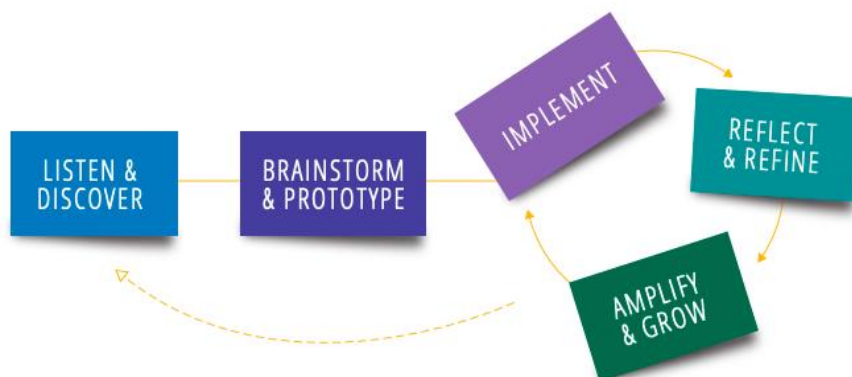 LISTEN &
DISCOVER
BRAINSTORM
& PROTOTYPE
IMPLEMENT
REFLECT
& REFINE
AMPLIFY
& GROW